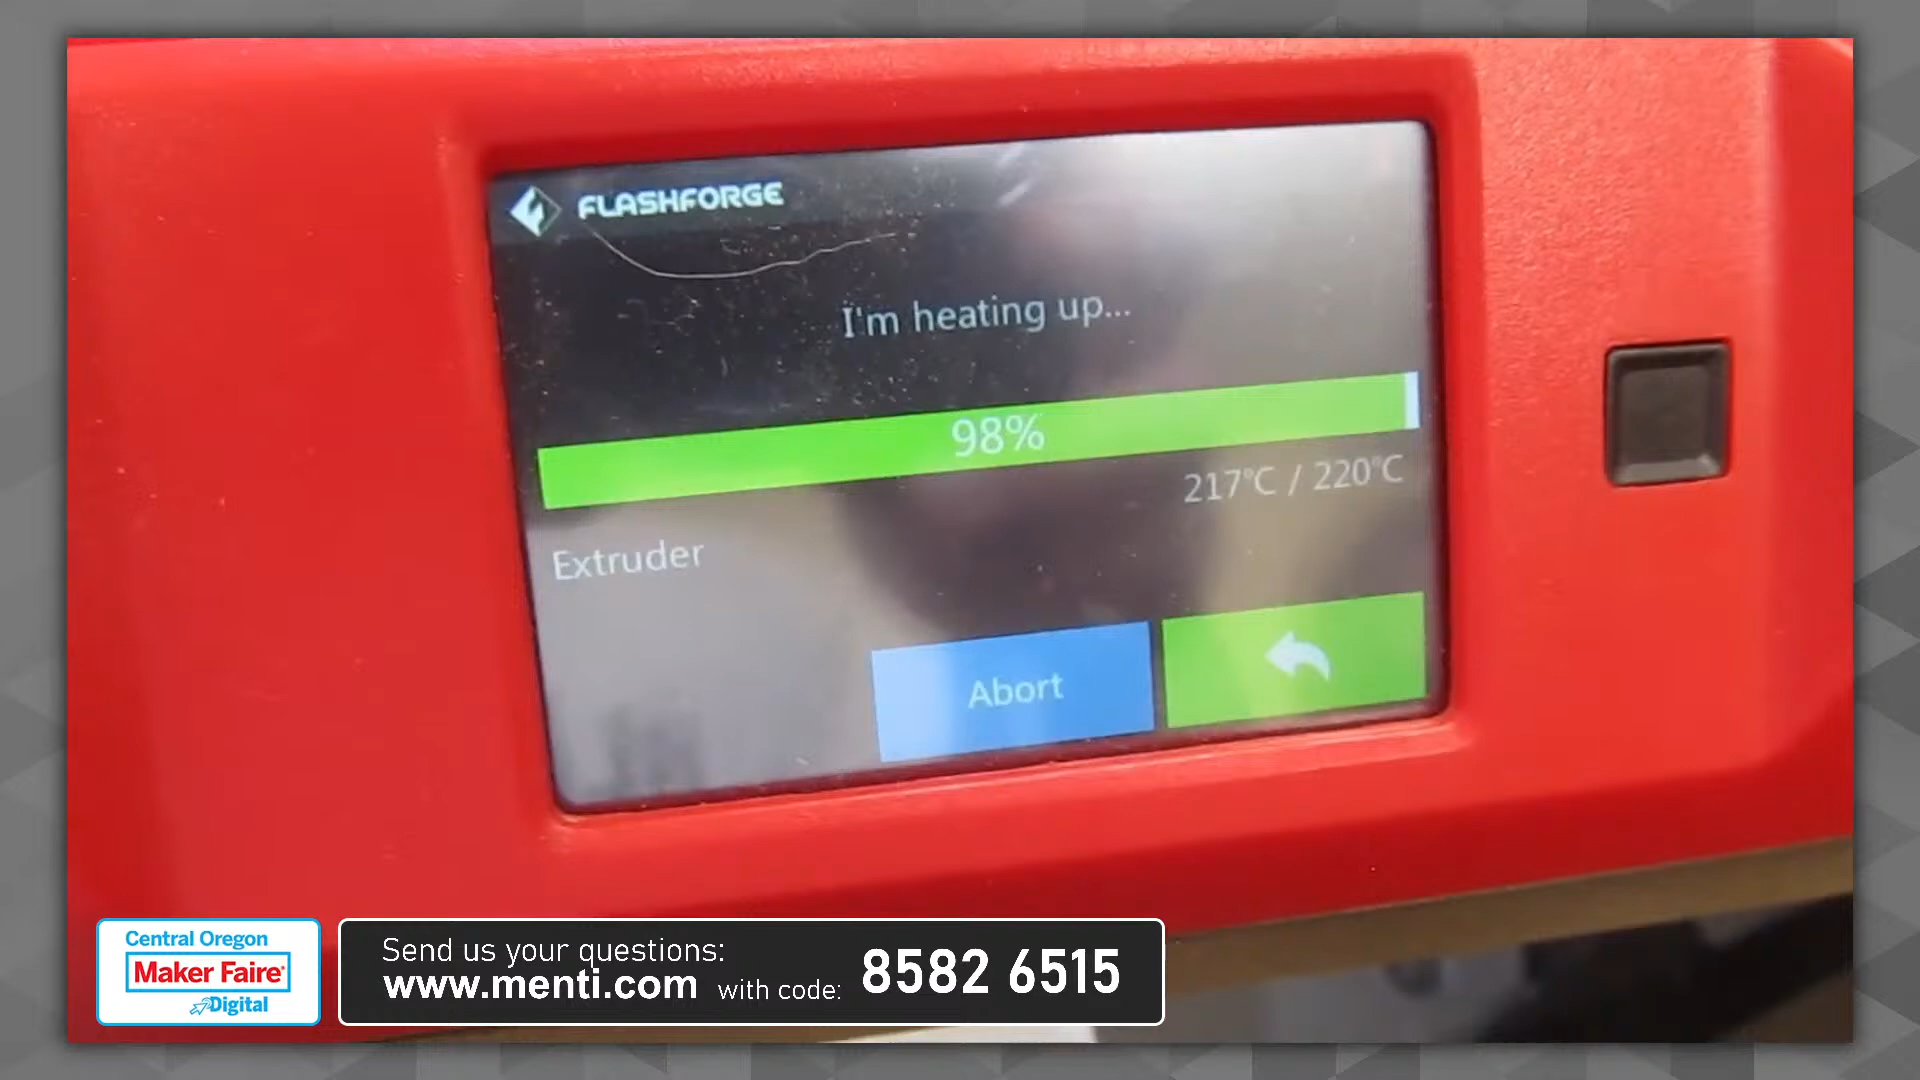 FLASHFORGE
I'm heating up...
98%
217°C / 220°C
Extruder
Abort
Central Oregon
Maker Faire®
Digital
Send us your questions:
www.menti.com with code: 8582 6515